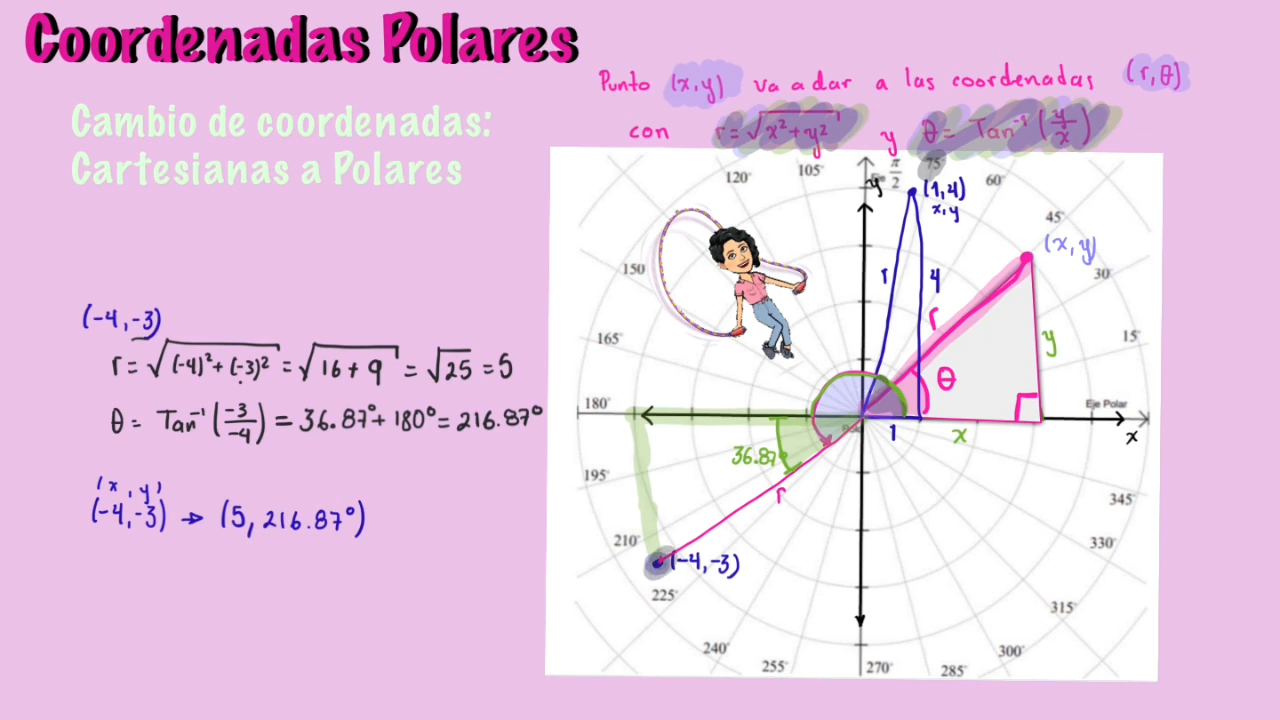 Coordenadas Polares
Punto (x,y) va a dar a las coordenadas (r,θ)
con r=√x²+y² y θ= Tan⁻¹(y/x)
Cambio de coordenadas:
Cartesianas a Polares
(-4,-3)
r=√(-4)²+(-3)² =√16+9 =√25 =5
θ= Tan⁻¹(-3/-4) = 36.87°+180°=216.87°
(x,y)
(-4,-3) → (5,216.87°)
120°
105°
y
π/2
75°
60°
(1,4)
x,y
45°
(x,y)
150
r
4
30°
r
15°
165°
y
θ
180°
Eje Polar
1
x
x
36.87
195°
r
345°
210°
(-4,-3)
330°
225°
315°
240°
255°
270°
285°
300°